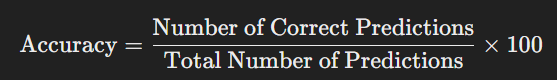 Accuracy = Number of Correct Predictions / Total Number of Predictions × 100